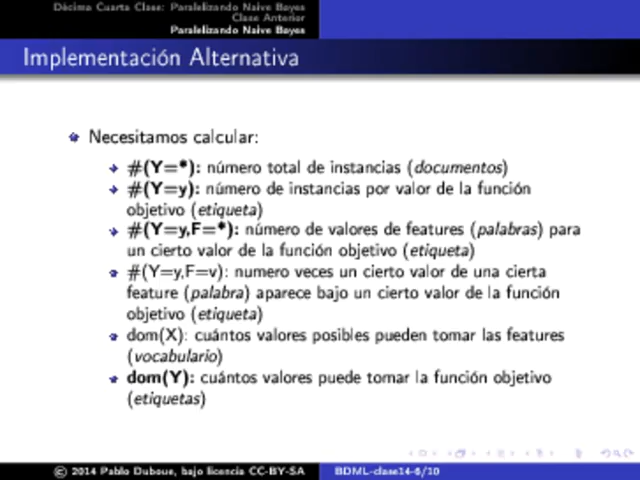 Décima Cuarta Clase: Paralelizando Naive Bayes
Clase Anterior
Paralelizando Naive Bayes
Implementación Alternativa
Necesitamos calcular:
#(Y=*): número total de instancias (documentos)
#(Y=y): número de instancias por valor de la función
objetivo (etiqueta)
#(Y=y,F=*): número de valores de features (palabras) para
un cierto valor de la función objetivo (etiqueta)
#(Y=y,F=v): numero veces un cierto valor de una cierta
feature (palabra) aparece bajo un cierto valor de la función
objetivo (etiqueta)
dom(X): cuántos valores posibles pueden tomar las features
(vocabulario)
dom(Y): cuántos valores puede tomar la función objetivo
(etiquetas)
© 2014 Pablo Duboue, bajo licencia CC-BY-SA
BDML-clase14-6/10